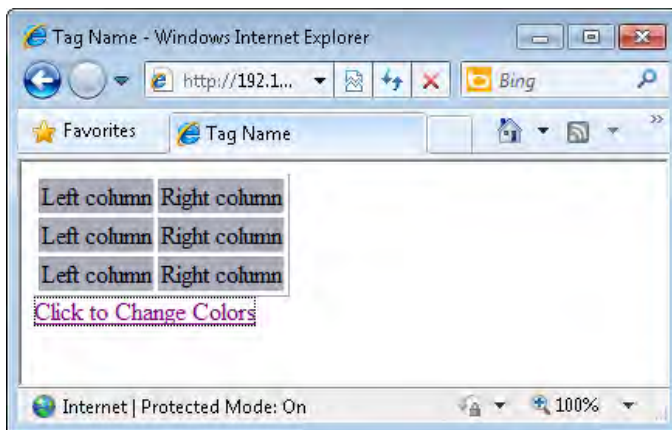 Tag Name - Windows Internet Explorer
http://192.1...
Bing
Favorites
Tag Name
Left column Right column
Left column Right column
Left column Right column
Click to Change Colors
Internet | Protected Mode: On
100%